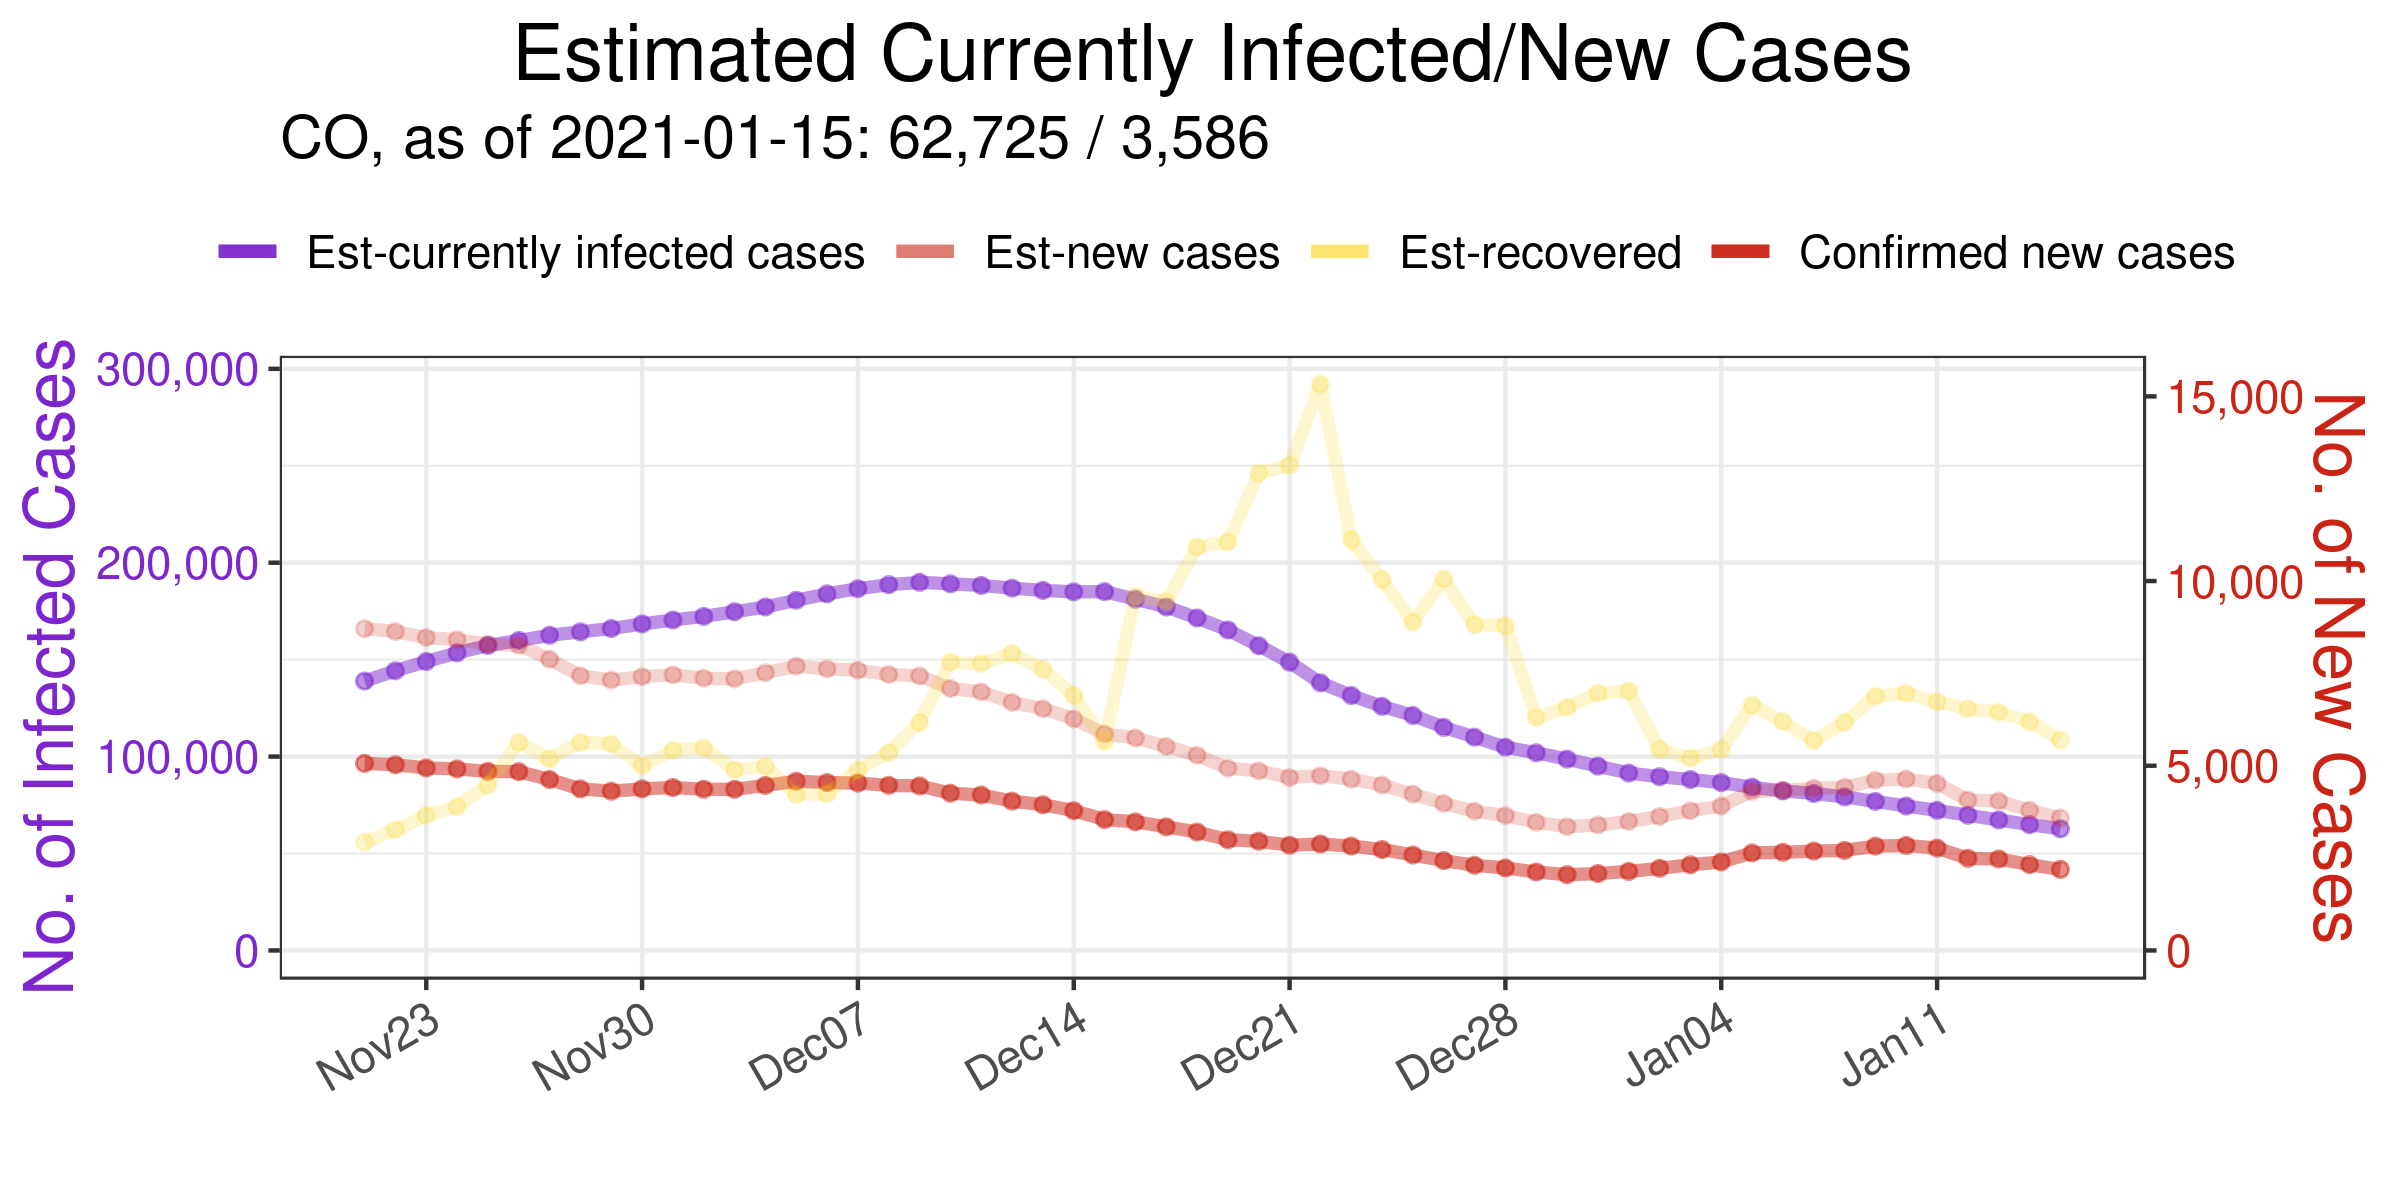 Estimated Currently Infected/New Cases
CO, as of 2021-01-15: 62,725 / 3,586
Est-currently infected cases Est-new cases Est-recovered Confirmed new cases
No. of Infected Cases
300,000
200,000
100,000
0
15,000
10,000
5,000
0
No. of New Cases
Nov23 Nov30 Dec07 Dec14 Dec21 Dec28 Jan04 Jan11